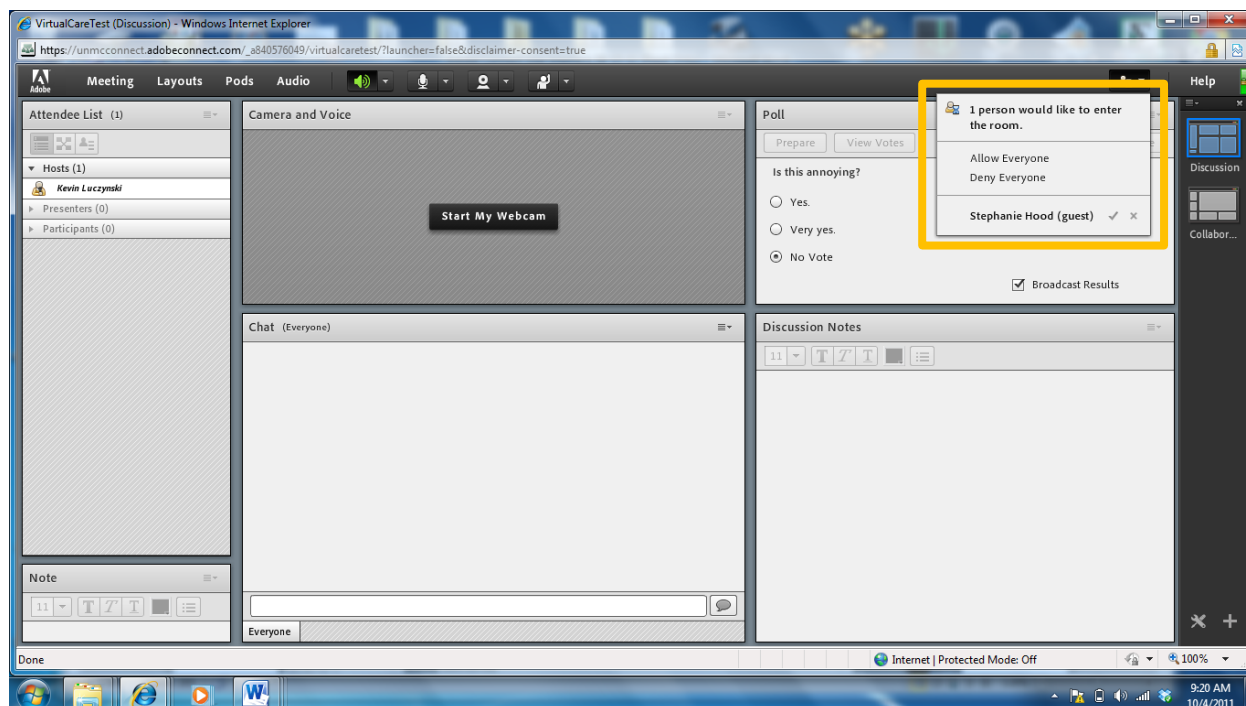 VirtualCareTest (Discussion) - Windows Internet Explorer
https://unmcconnect.adobeconnect.com/_a840576049/virtualcaretest/?launcher=false&disclaimer-consent=true
Adobe
Meeting Layouts Pods Audio
Help
Attendee List (1)
Hosts (1)
Kevin Luczynski
Presenters (0)
Participants (0)
Camera and Voice
Start My Webcam
Poll
Prepare View Votes
Is this annoying?
Yes.
Very yes.
No Vote
Broadcast Results
1 person would like to enter
the room.
Allow Everyone
Deny Everyone
Stephanie Hood (guest)
Discussion
Collabor...
Chat (Everyone)
Everyone
Discussion Notes
11 T T T
Note
11 T T T
Done
Internet | Protected Mode: Off
100%
W
9:20 AM
10/4/2011